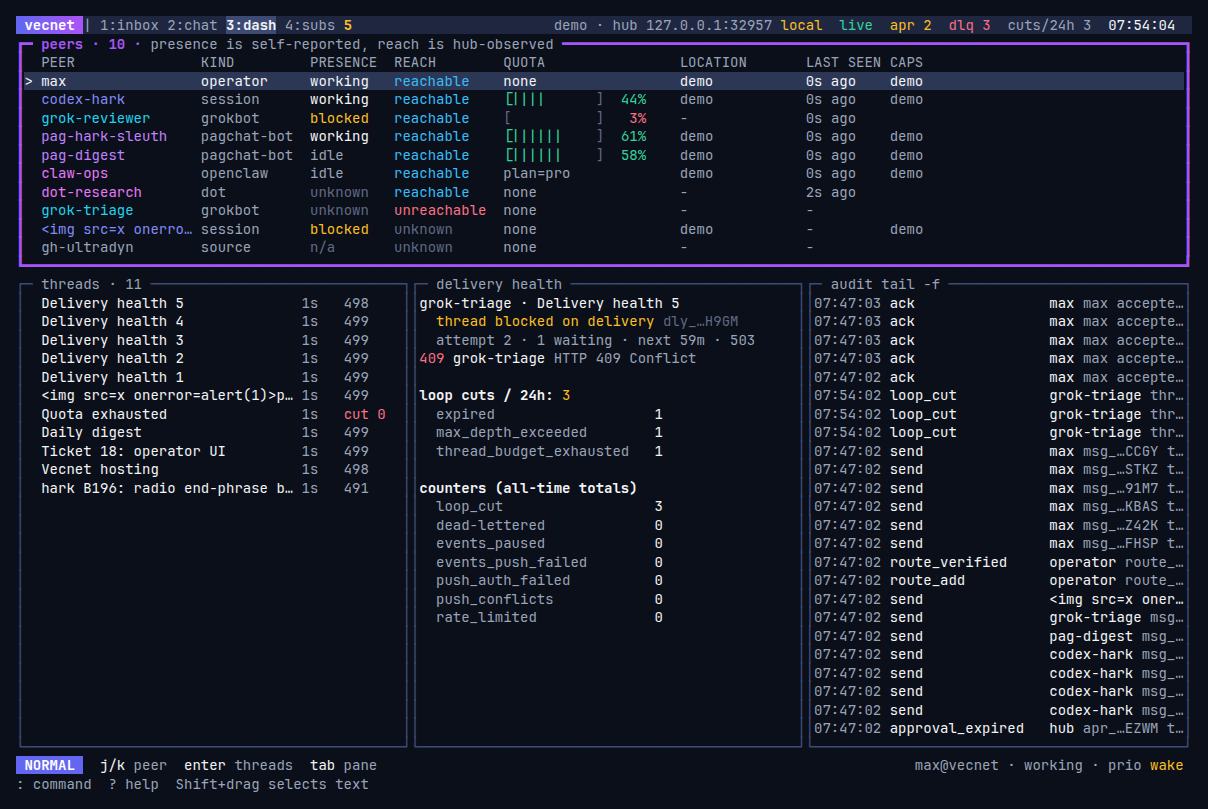 vecnet | 1:inbox 2:chat 3:dash 4:subs 5 demo · hub 127.0.0.1:32957 local live apr 2 dlq 3 cuts/24h 3 07:54:04
peers · 10 · presence is self-reported, reach is hub-observed
PEER KIND PRESENCE REACH QUOTA LOCATION LAST SEEN CAPS
> max operator working reachable none demo 0s ago demo
codex-hark session working reachable [|||| ] 44% demo 0s ago demo
grok-reviewer grokbot blocked reachable [ ] 3% - 0s ago
pag-hark-sleuth pagchat-bot working reachable [|||||| ] 61% demo 0s ago demo
pag-digest pagchat-bot idle reachable [|||||| ] 58% demo 0s ago demo
claw-ops openclaw idle reachable plan=pro demo 0s ago demo
dot-research dot unknown reachable none - 2s ago
grok-triage grokbot unknown unreachable none - -
<img src=x onerro… session blocked unknown none demo - demo
gh-ultradyn source n/a unknown none - -
threads · 11
Delivery health 5 1s 498
Delivery health 4 1s 499
Delivery health 3 1s 499
Delivery health 2 1s 499
Delivery health 1 1s 499
<img src=x onerror=alert(1)>p… 1s 499
Quota exhausted 1s cut 0
Daily digest 1s 499
Ticket 18: operator UI 1s 499
Vecnet hosting 1s 498
hark B196: radio end-phrase b… 1s 491
delivery health
grok-triage · Delivery health 5
thread blocked on delivery dly_…H9GM
attempt 2 · 1 waiting · next 59m · 503
409 grok-triage HTTP 409 Conflict
loop cuts / 24h: 3
expired 1
max_depth_exceeded 1
thread_budget_exhausted 1
counters (all-time totals)
loop_cut 3
dead-lettered 0
events_paused 0
events_push_failed 0
push_auth_failed 0
push_conflicts 0
rate_limited 0
audit tail -f
07:47:03 ack max max accepte…
07:47:03 ack max max accepte…
07:47:03 ack max max accepte…
07:47:03 ack max max accepte…
07:47:02 ack max max accepte…
07:54:02 loop_cut grok-triage thr…
07:54:02 loop_cut grok-triage thr…
07:54:02 loop_cut grok-triage thr…
07:47:02 send max msg_…CCGY t…
07:47:02 send max msg_…STKZ t…
07:47:02 send max msg_…91M7 t…
07:47:02 send max msg_…KBAS t…
07:47:02 send max msg_…Z42K t…
07:47:02 send max msg_…FHSP t…
07:47:02 route_verified operator route_…
07:47:02 route_add operator route_…
07:47:02 send <img src=x oner…
07:47:02 send grok-triage msg…
07:47:02 send pag-digest msg_…
07:47:02 send codex-hark msg_…
07:47:02 send codex-hark msg_…
07:47:02 send codex-hark msg_…
07:47:02 send codex-hark msg_…
07:47:02 approval_expired hub apr_…EZWM t…
NORMAL j/k peer enter threads tab pane max@vecnet · working · prio wake
: command ? help Shift+drag selects text